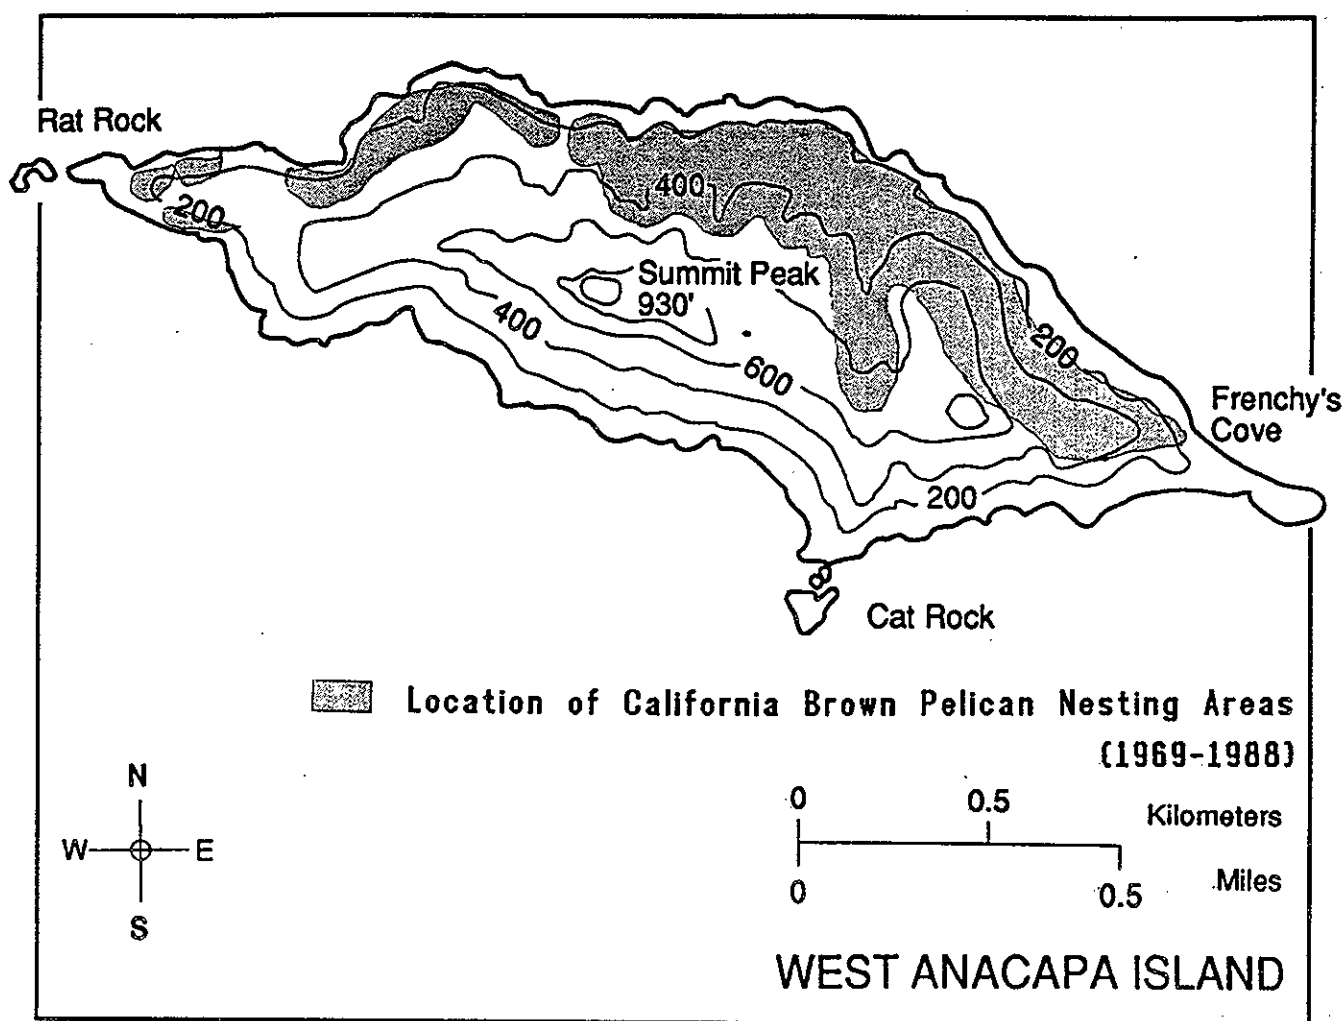 Rat Rock
200
400
Summit Peak
930'
400
600
200
Frenchy's
Cove
200
Cat Rock
Location of California Brown Pelican Nesting Areas
(1969-1988)
N
W E
S
0 0.5 Kilometers
0 0.5 Miles
WEST ANACAPA ISLAND